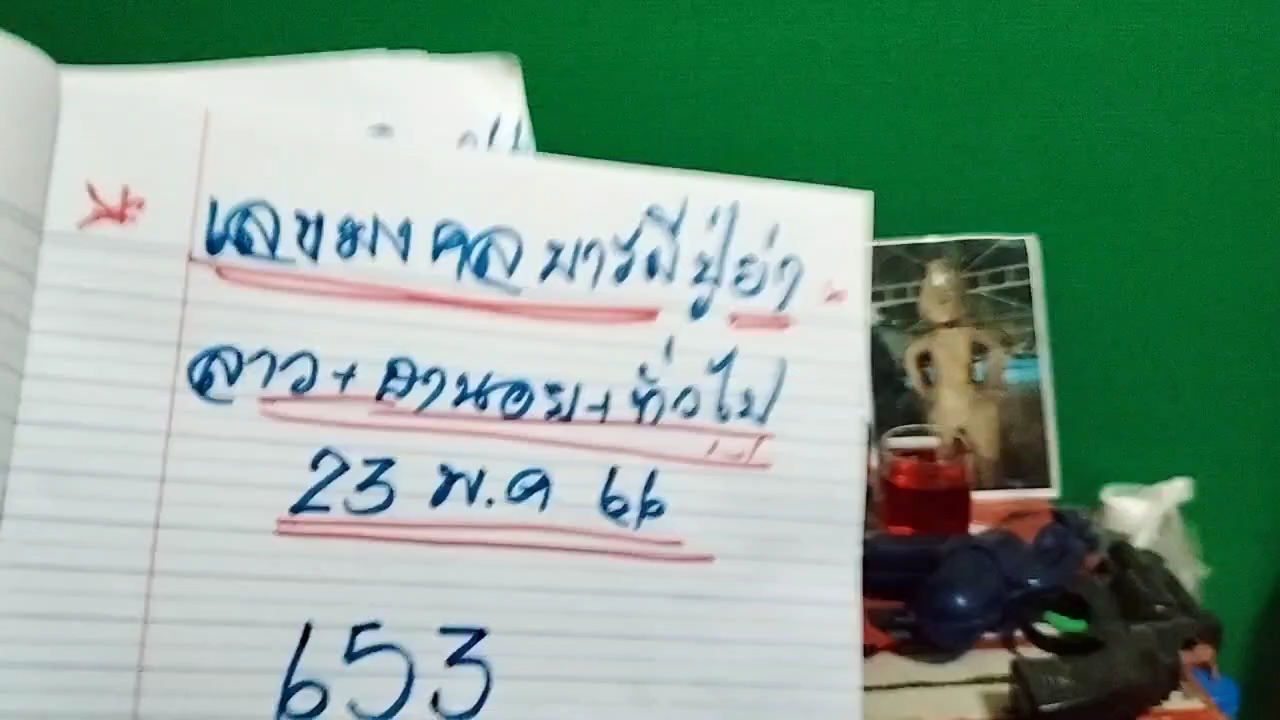 เลขมงคลบารมีปู่ย่า
ลาว+ฮานอย+ทั่วไป
23 พ.ค 66
653